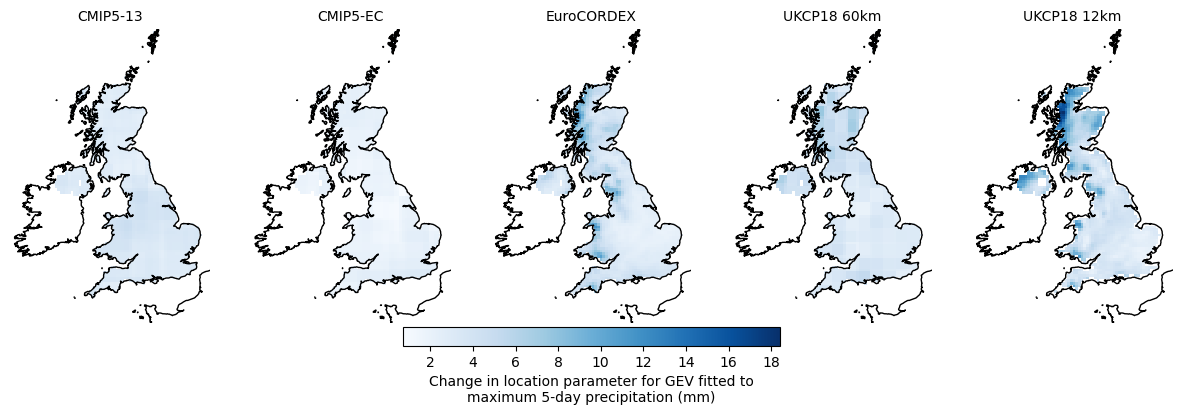 CMIP5-13
CMIP5-EC
EuroCORDEX
UKCP18 60km
UKCP18 12km
2 4 6 8 10 12 14 16 18
Change in location parameter for GEV fitted to
maximum 5-day precipitation (mm)